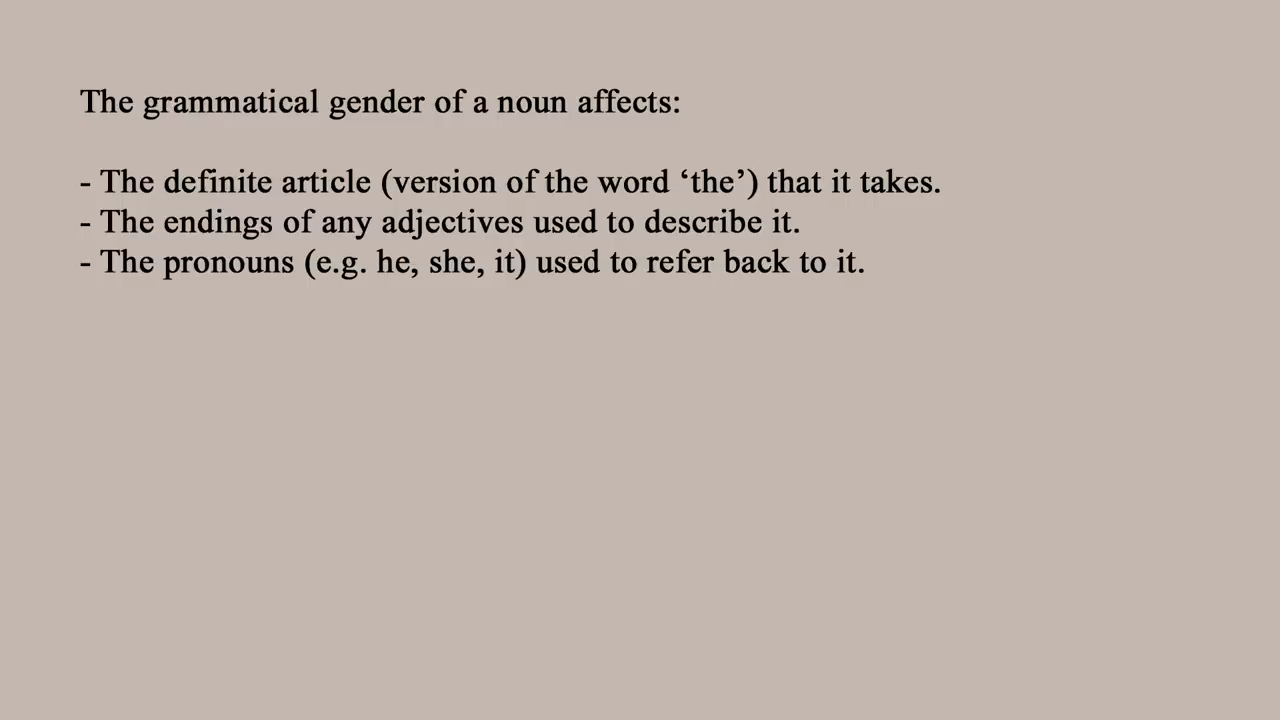 The grammatical gender of a noun affects:
- The definite article (version of the word ‘the’) that it takes.
- The endings of any adjectives used to describe it.
- The pronouns (e.g. he, she, it) used to refer back to it.